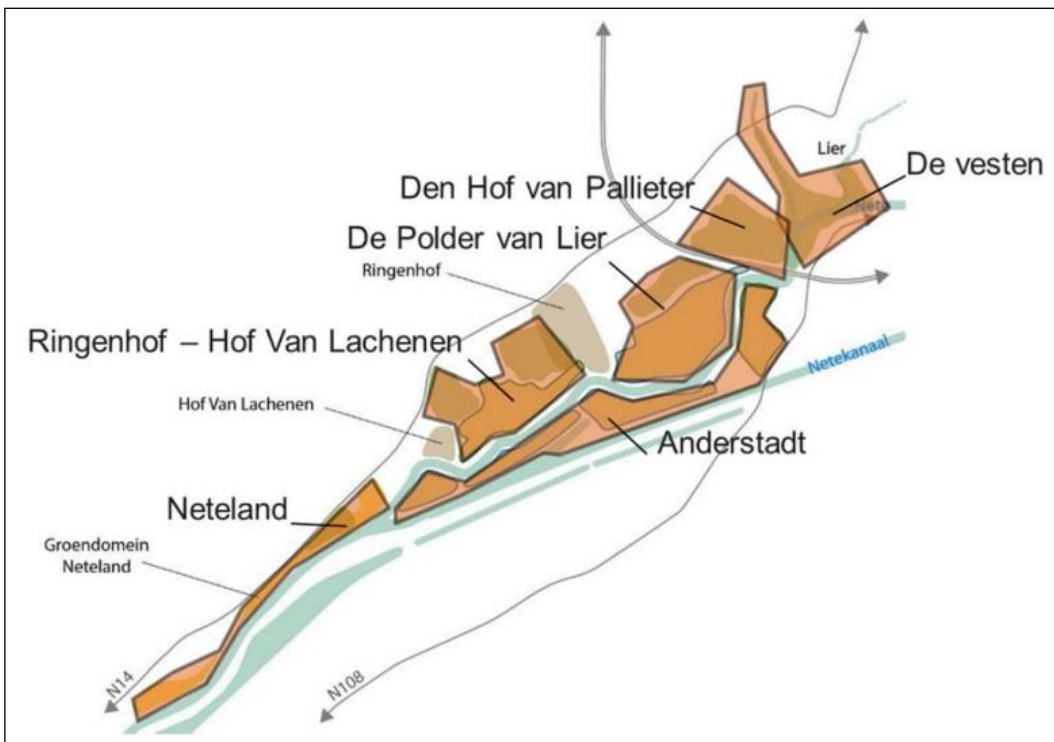 Lier
De vesten
Den Hof van Pallieter
Nete
De Polder van Lier
Ringenhof
Ringenhof – Hof Van Lachenen
Netekanaal
Hof Van Lachenen
Anderstadt
Neteland
Groendomein
Neteland
N14
N108